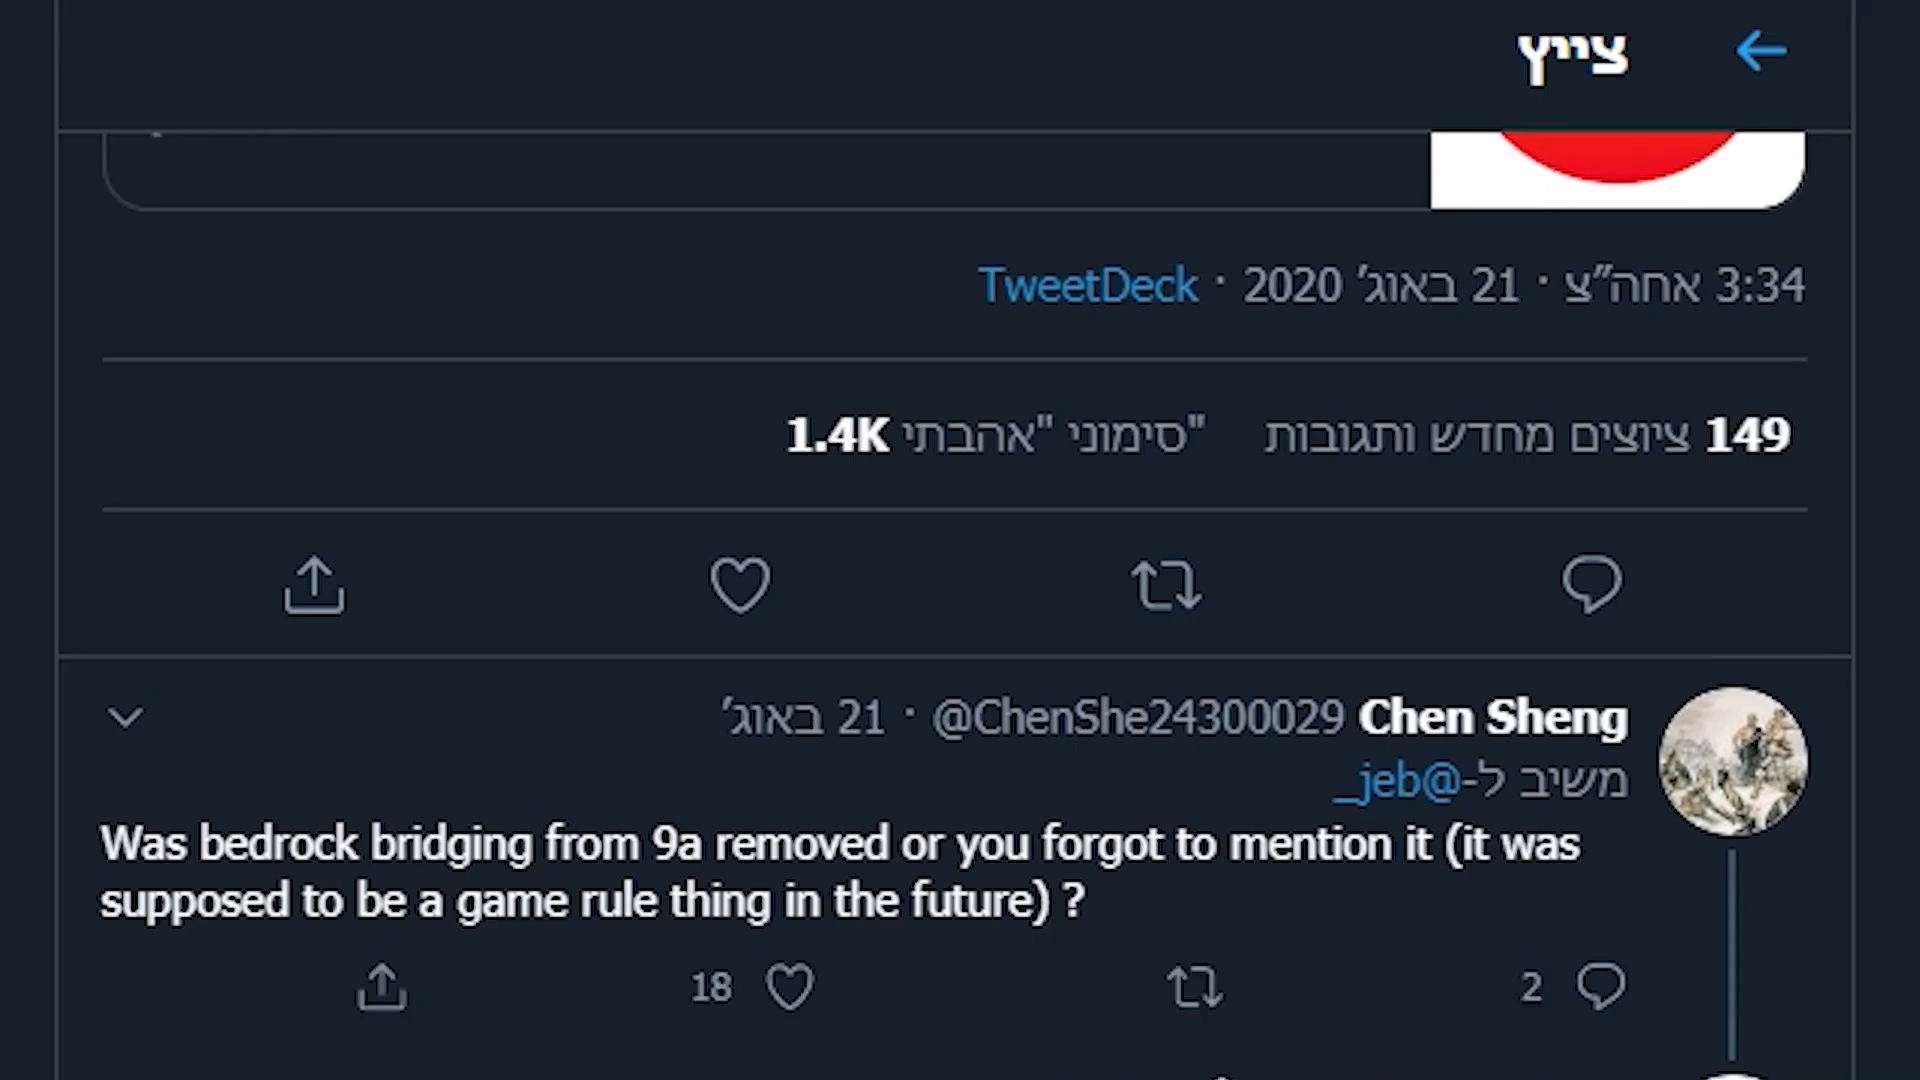 צייץ
3:34 אחה"צ · 21 באוג' 2020 · TweetDeck
149 ציוצים מחדש ותגובות "סימוני "אהבתי 1.4K
Chen Sheng @ChenShe24300029 · 21 באוג'
משיב ל-@jeb_
Was bedrock bridging from 9a removed or you forgot to mention it (it was
supposed to be a game rule thing in the future) ?
2 18